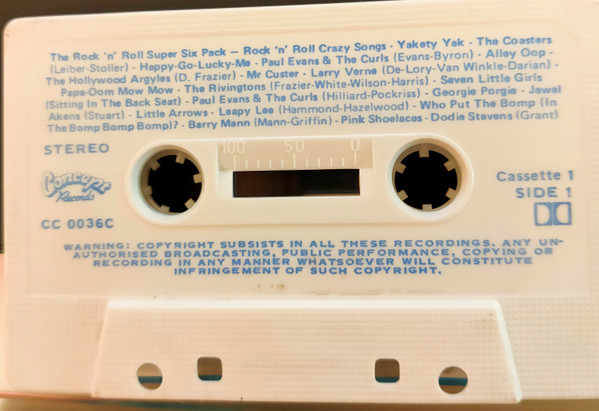 The Rock 'n' Roll Super Six Pack – Rock 'n' Roll Crazy Songs - Yakety Yak - The Coasters
(Leiber-Stoller) - Happy-Go-Lucky-Me - Paul Evans & The Curls (Evans-Byron) - Alley Oop -
The Hollywood Argyles (D. Frazier) - Mr Custer - Larry Verne (De-Lory-Van Winkle-Darian) -
Papa-Oom Mow Mow - The Rivingtons (Frazier-White-Wilson-Harris) - Seven Little Girls
(Sitting In The Back Seat) - Paul Evans & The Curls (Hilliard-Pockriss) - Georgie Porgie - Jewel
Akens (Stuart) - Little Arrows - Leapy Lee (Hammond-Hazelwood) - Who Put The Bomp (In
The Bomp Bomp Bomp)? - Barry Mann (Mann-Griffin) - Pink Shoelaces - Dodie Stevens (Grant)
STEREO
100 50 0
Concept
Records
Cassette 1
SIDE 1
CC 0036C
WARNING: COPYRIGHT SUBSISTS IN ALL THESE RECORDINGS. ANY UN-
AUTHORISED BROADCASTING, PUBLIC PERFORMANCE, COPYING OR
RECORDING IN ANY MANNER WHATSOEVER WILL CONSTITUTE
INFRINGEMENT OF SUCH COPYRIGHT.